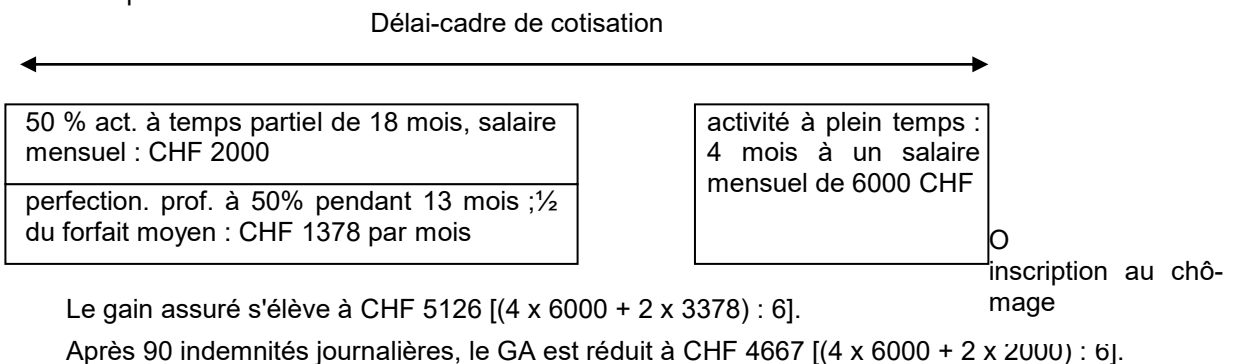 Délai-cadre de cotisation
50 % act. à temps partiel de 18 mois, salaire
mensuel : CHF 2000
perfection. prof. à 50% pendant 13 mois ;½
du forfait moyen : CHF 1378 par mois
activité à plein temps :
4 mois à un salaire
mensuel de 6000 CHF
O
inscription au chô-
mage
Le gain assuré s'élève à CHF 5126 [(4 x 6000 + 2 x 3378) : 6].
Après 90 indemnités journalières, le GA est réduit à CHF 4667 [(4 x 6000 + 2 x 2000) : 6].